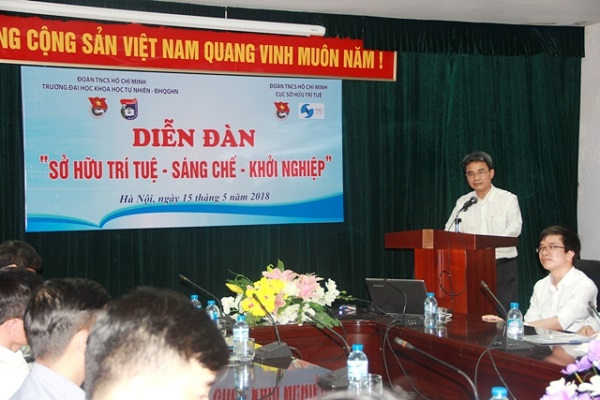 NG CỘNG SẢN VIỆT NAM QUANG VINH MUÔN NĂM !
ĐOÀN TNCS HỒ CHÍ MINH
TRƯỜNG ĐẠI HỌC KHOA HỌC TỰ NHIÊN - ĐHQGHN
ĐOÀN TNCS HỒ CHÍ MINH
CỤC SỞ HỮU TRÍ TUỆ
DIỄN ĐÀN
"SỞ HỮU TRÍ TUỆ - SÁNG CHẾ - KHỞI NGHIỆP"
Hà Nội, ngày 15 tháng 5 năm 2018